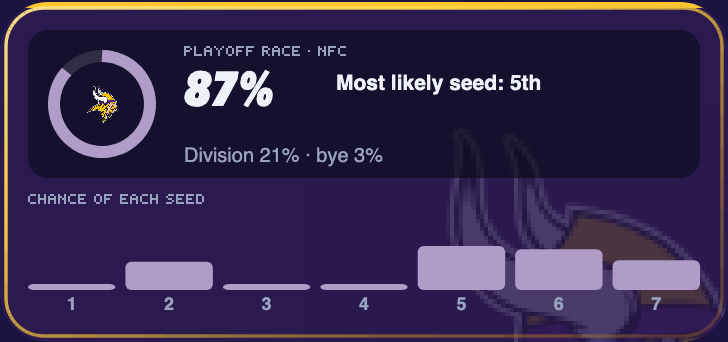 PLAYOFF RACE · NFC
87%
Most likely seed: 5th
Division 21% · bye 3%
CHANCE OF EACH SEED
1 2 3 4 5 6 7